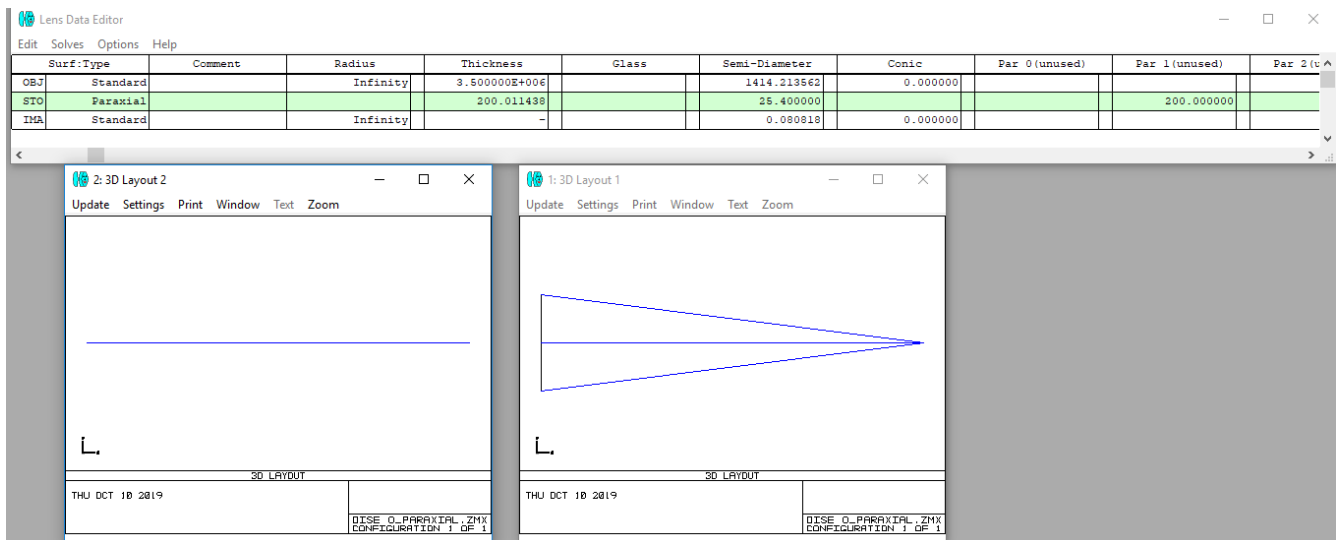 Lens Data Editor
Edit Solves Options Help
Surf:Type Comment Radius Thickness Glass Semi-Diameter Conic Par 0(unused) Par 1(unused) Par 2(u
OBJ Standard Infinity 3.500000E+006 1414.213562 0.000000
STO Paraxial 200.011438 25.400000 200.000000
IMA Standard Infinity - 0.080818 0.000000
2: 3D Layout 2
Update Settings Print Window Text Zoom
3D LAYOUT
THU OCT 10 2019
DISE O_PARAXIAL.ZMX
CONFIGURATION 1 OF 1
1: 3D Layout 1
Update Settings Print Window Text Zoom
3D LAYOUT
THU OCT 10 2019
DISE O_PARAXIAL.ZMX
CONFIGURATION 1 OF 1